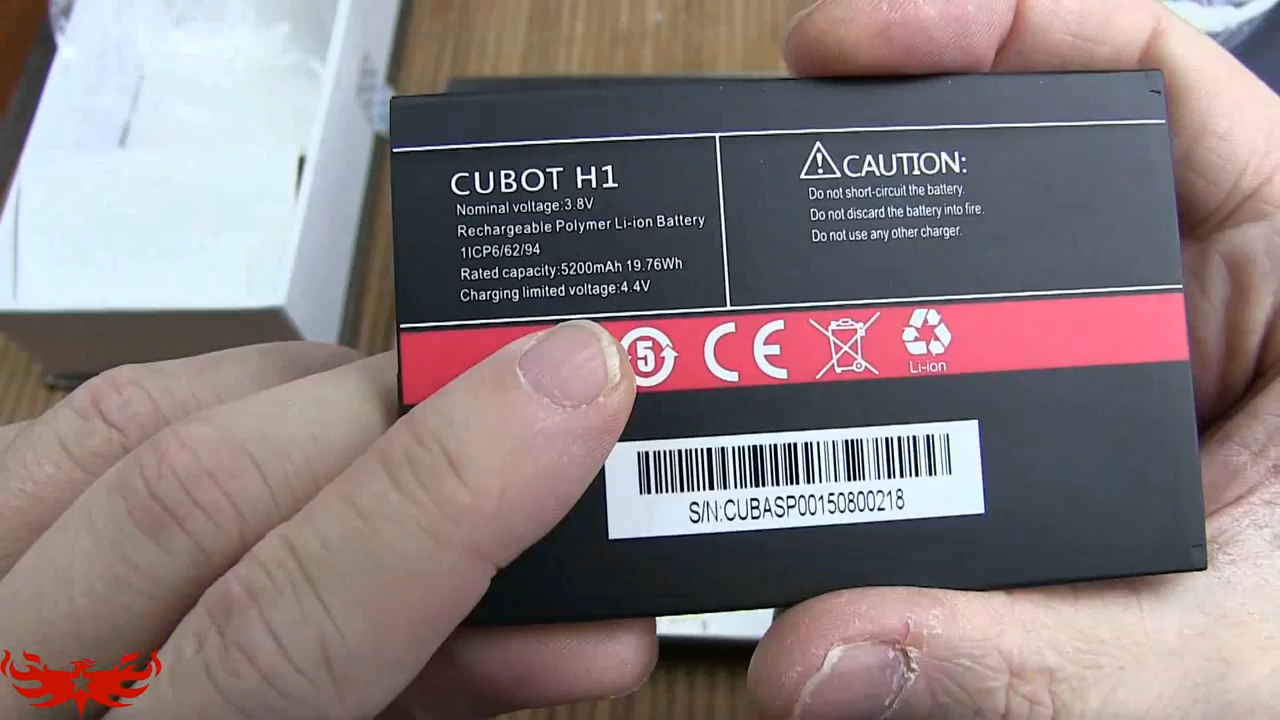 CUBOT H1
Nominal voltage:3.8V
Rechargeable Polymer Li-ion Battery
1ICP6/62/94
Rated capacity:5200mAh 19.76Wh
Charging limited voltage:4.4V
CAUTION:
Do not short-circuit the battery.
Do not discard the battery into fire.
Do not use any other charger.
5
CE
Li-ion
S/N:CUBASP00150800218